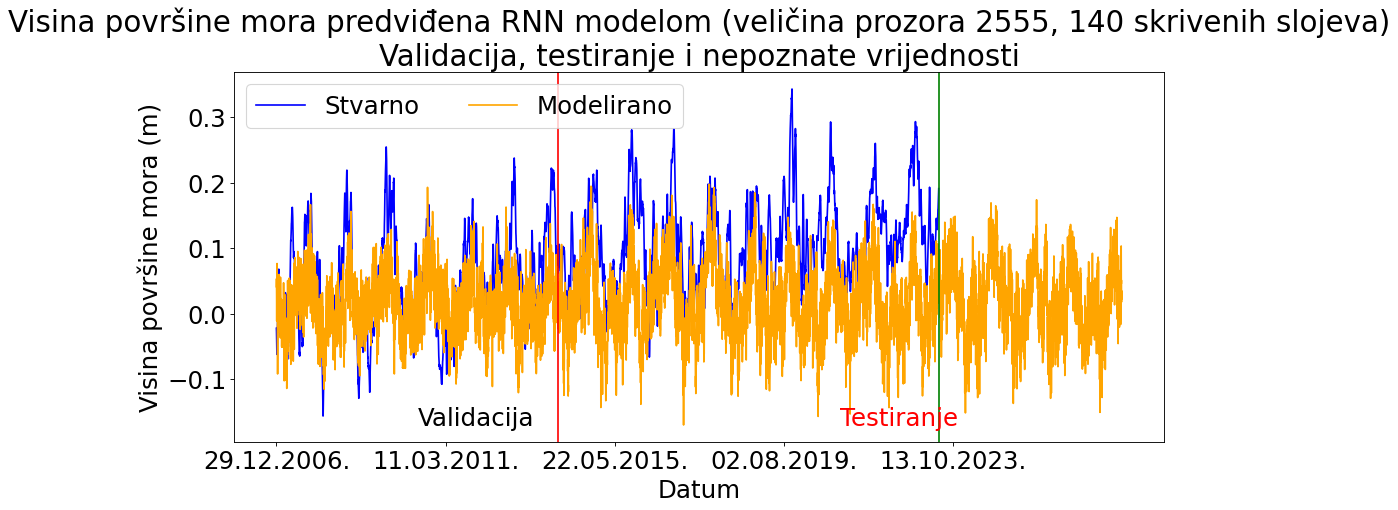 Visina površine mora predviđena RNN modelom (veličina prozora 2555, 140 skrivenih slojeva)
Validacija, testiranje i nepoznate vrijednosti
Stvarno Modelirano
Visina površine mora (m)
0.3
0.2
0.1
0.0
−0.1
Validacija Testiranje
29.12.2006. 11.03.2011. 22.05.2015. 02.08.2019. 13.10.2023.
Datum